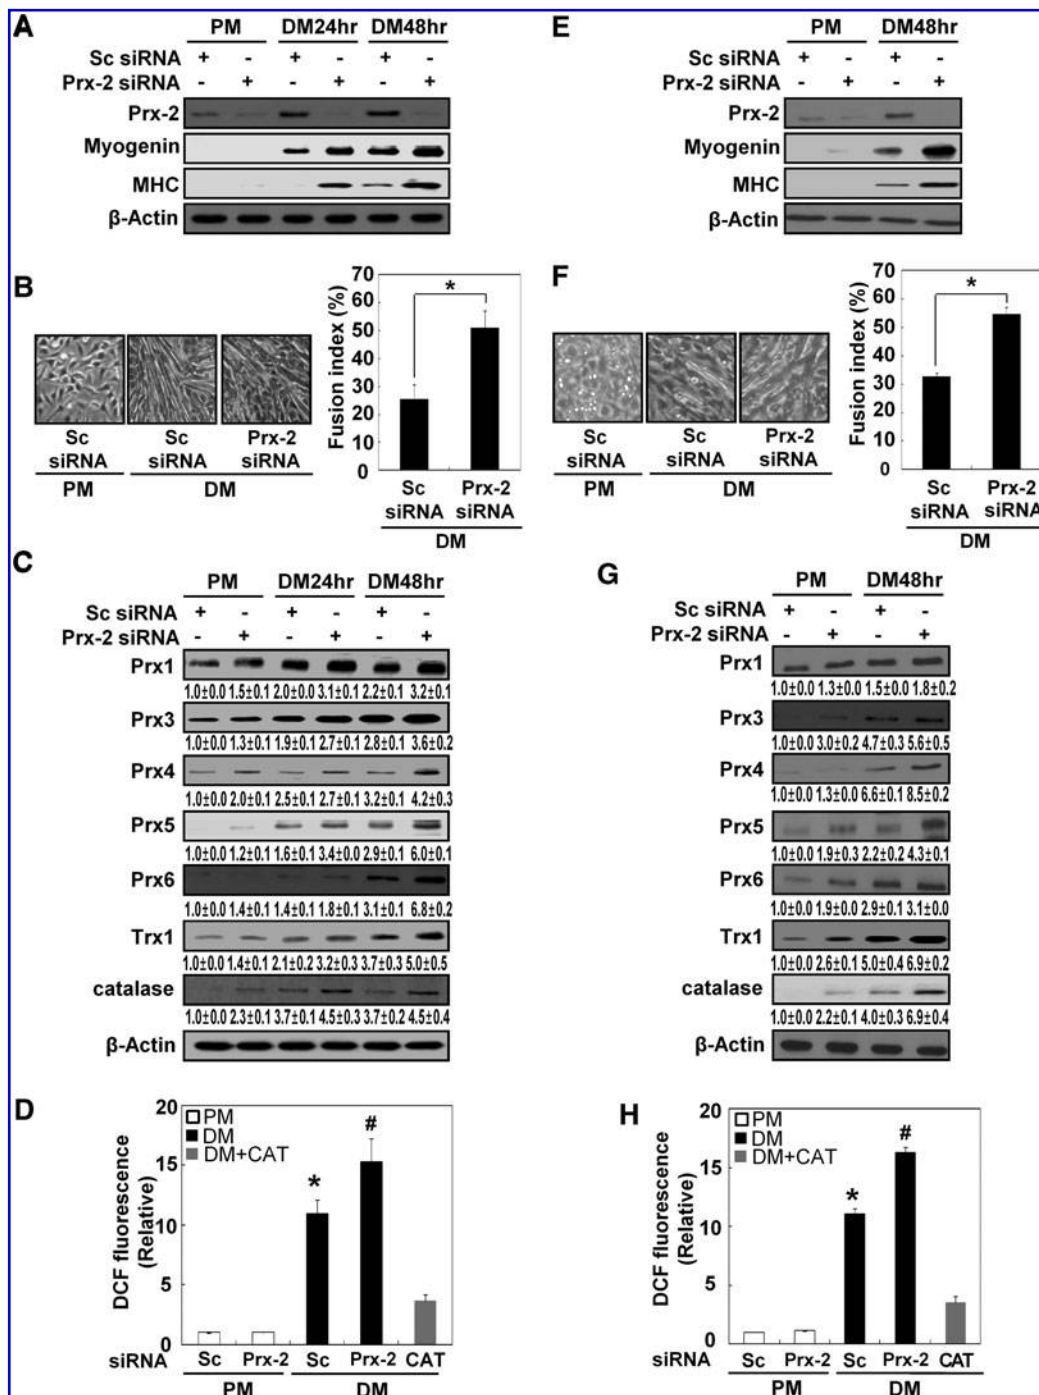 A
PM DM24hr DM48hr
Sc siRNA + - + - + -
Prx-2 siRNA - + - + - +
Prx-2
Myogenin
MHC
β-Actin
B
Sc siRNA
Sc siRNA
Prx-2 siRNA
PM
DM
Fusion index (%)
70
60
50
40
30
20
10
0
*
Sc siRNA
Prx-2 siRNA
DM
C
PM DM24hr DM48hr
Sc siRNA + - + - + -
Prx-2 siRNA - + - + - +
Prx1
1.0±0.0 1.5±0.1 2.0±0.0 3.1±0.1 2.2±0.1 3.2±0.1
Prx3
1.0±0.0 1.3±0.1 1.9±0.1 2.7±0.1 2.8±0.1 3.6±0.2
Prx4
1.0±0.0 2.0±0.1 2.5±0.1 2.7±0.1 3.2±0.1 4.2±0.3
Prx5
1.0±0.0 1.2±0.1 1.6±0.1 3.4±0.0 2.9±0.1 6.0±0.1
Prx6
1.0±0.0 1.4±0.1 1.4±0.1 1.8±0.1 3.1±0.1 6.8±0.2
Trx1
1.0±0.0 1.4±0.1 2.1±0.2 3.2±0.3 3.7±0.3 5.0±0.5
catalase
1.0±0.0 2.3±0.1 3.7±0.1 4.5±0.3 3.7±0.2 4.5±0.4
β-Actin
D
DCF fluorescence
(Relative)
20
15
10
5
0
PM
DM
DM+CAT
*
#
siRNA Sc Prx-2 Sc Prx-2 CAT
PM DM
E
PM DM48hr
Sc siRNA + - + -
Prx-2 siRNA - + - +
Prx-2
Myogenin
MHC
β-Actin
F
Sc siRNA
Sc siRNA
Prx-2 siRNA
PM
DM
Fusion index (%)
70
60
50
40
30
20
10
0
*
Sc siRNA
Prx-2 siRNA
DM
G
PM DM48hr
Sc siRNA + - + -
Prx-2 siRNA - + - +
Prx1
1.0±0.0 1.3±0.0 1.5±0.0 1.8±0.2
Prx3
1.0±0.0 3.0±0.2 4.7±0.3 5.6±0.5
Prx4
1.0±0.0 1.3±0.0 6.6±0.1 8.5±0.2
Prx5
1.0±0.0 1.9±0.3 2.2±0.2 4.3±0.1
Prx6
1.0±0.0 1.9±0.0 2.9±0.1 3.1±0.0
Trx1
1.0±0.0 2.6±0.1 5.0±0.4 6.9±0.2
catalase
1.0±0.0 2.2±0.1 4.0±0.3 6.9±0.4
β-Actin
H
DCF fluorescence
(Relative)
20
15
10
5
0
PM
DM
DM+CAT
*
#
siRNA Sc Prx-2 Sc Prx-2 CAT
PM DM